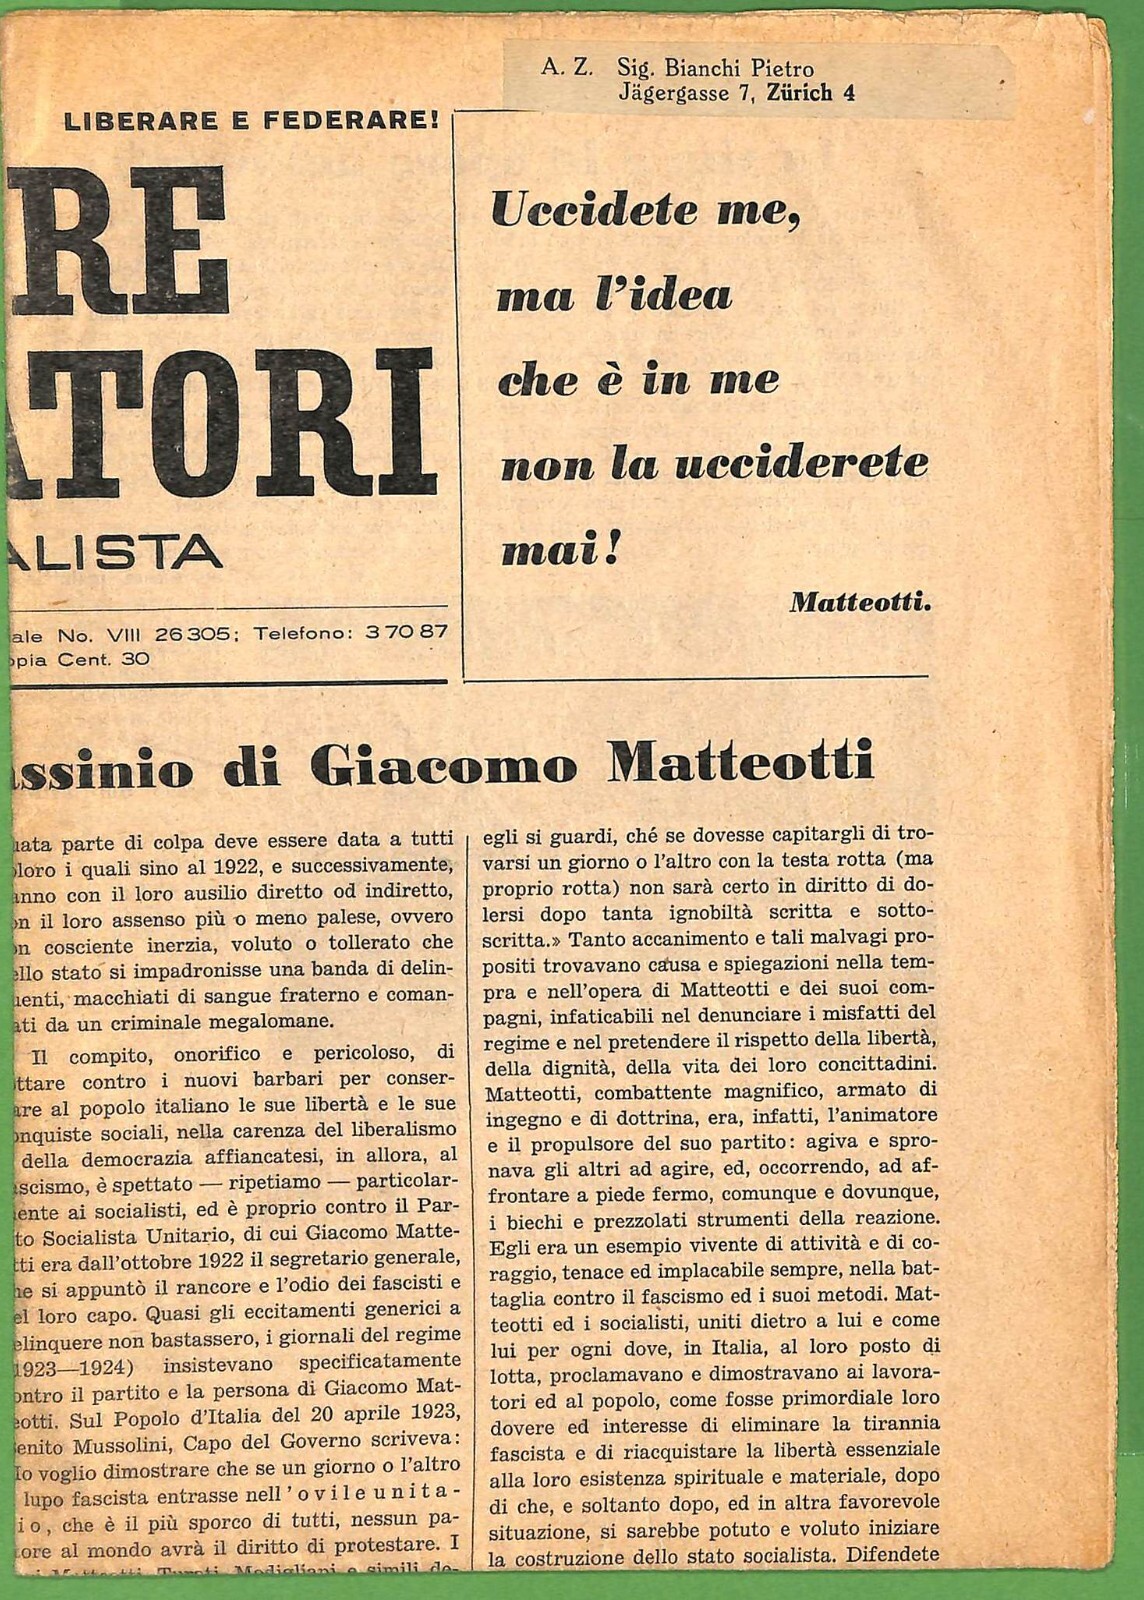 A. Z. Sig. Bianchi Pietro
Jägergasse 7, Zürich 4
LIBERARE E FEDERARE!
RE
ATORI
ALISTA
ale No. VIII 26305; Telefono: 3 70 87
opia Cent. 30
Uccidete me,
ma l'idea
che è in me
non la ucciderete
mai!
Matteotti.
ssinio di Giacomo Matteotti
ata parte di colpa deve essere data a tutti
loro i quali sino al 1922, e successivamente,
nno con il loro ausilio diretto od indiretto,
n il loro assenso più o meno palese, ovvero
n cosciente inerzia, voluto o tollerato che
llo stato si impadronisse una banda di delin-
enti, macchiati di sangue fraterno e coman-
ti da un criminale megalomane.
Il compito, onorifico e pericoloso, di
ttare contro i nuovi barbari per conser-
re al popolo italiano le sue libertà e le sue
nquiste sociali, nella carenza del liberalismo
della democrazia affiancatesi, in allora, al
scismo, è spettato — ripetiamo — particolar-
ente ai socialisti, ed è proprio contro il Par-
to Socialista Unitario, di cui Giacomo Matte-
ti era dall'ottobre 1922 il segretario generale,
e si appuntò il rancore e l'odio dei fascisti e
el loro capo. Quasi gli eccitamenti generici a
elinquere non bastassero, i giornali del regime
1923—1924) insistevano specificatamente
ontro il partito e la persona di Giacomo Mat-
eotti. Sul Popolo d'Italia del 20 aprile 1923,
enito Mussolini, Capo del Governo scriveva:
Io voglio dimostrare che se un giorno o l'altro
lupo fascista entrasse nell'ovile unita-
io, che è il più sporco di tutti, nessun pa-
ore al mondo avrà il diritto di protestare. I
Matteotti, Turati, Modigliani e simili de-
egli si guardi, ché se dovesse capitargli di tro-
varsi un giorno o l'altro con la testa rotta (ma
proprio rotta) non sarà certo in diritto di do-
lersi dopo tanta ignobiltà scritta e sotto-
scritta.» Tanto accanimento e tali malvagi pro-
positi trovavano causa e spiegazioni nella tem-
pra e nell'opera di Matteotti e dei suoi com-
pagni, infaticabili nel denunciare i misfatti del
regime e nel pretendere il rispetto della libertà,
della dignità, della vita dei loro concittadini.
Matteotti, combattente magnifico, armato di
ingegno e di dottrina, era, infatti, l'animatore
e il propulsore del suo partito: agiva e spro-
nava gli altri ad agire, ed, occorrendo, ad af-
frontare a piede fermo, comunque e dovunque,
i biechi e prezzolati strumenti della reazione.
Egli era un esempio vivente di attività e di co-
raggio, tenace ed implacabile sempre, nella bat-
taglia contro il fascismo ed i suoi metodi. Mat-
teotti ed i socialisti, uniti dietro a lui e come
lui per ogni dove, in Italia, al loro posto di
lotta, proclamavano e dimostravano ai lavora-
tori ed al popolo, come fosse primordiale loro
dovere ed interesse di eliminare la tirannia
fascista e di riacquistare la libertà essenziale
alla loro esistenza spirituale e materiale, dopo
di che, e soltanto dopo, ed in altra favorevole
situazione, si sarebbe potuto e voluto iniziare
la costruzione dello stato socialista. Difendete